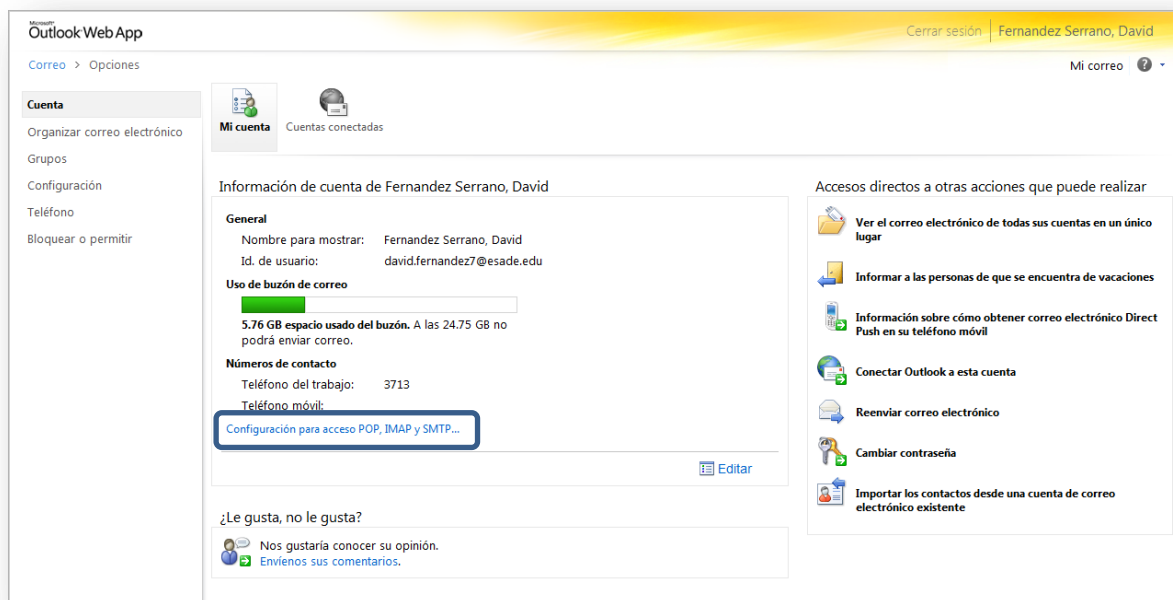 Microsoft®
Outlook Web App
Cerrar sesión
Fernandez Serrano, David
Correo > Opciones
Mi correo
?
Cuenta
Organizar correo electrónico
Grupos
Configuración
Teléfono
Bloquear o permitir
Mi cuenta
Cuentas conectadas
Información de cuenta de Fernandez Serrano, David
General
Nombre para mostrar: Fernandez Serrano, David
Id. de usuario: david.fernandez7@esade.edu
Uso de buzón de correo
5.76 GB espacio usado del buzón. A las 24.75 GB no
podrá enviar correo.
Números de contacto
Teléfono del trabajo: 3713
Teléfono móvil:
Configuración para acceso POP, IMAP y SMTP...
Editar
¿Le gusta, no le gusta?
Nos gustaría conocer su opinión.
Envíenos sus comentarios.
Accesos directos a otras acciones que puede realizar
Ver el correo electrónico de todas sus cuentas en un único
lugar
Informar a las personas de que se encuentra de vacaciones
Información sobre cómo obtener correo electrónico Direct
Push en su teléfono móvil
Conectar Outlook a esta cuenta
Reenviar correo electrónico
Cambiar contraseña
Importar los contactos desde una cuenta de correo
electrónico existente